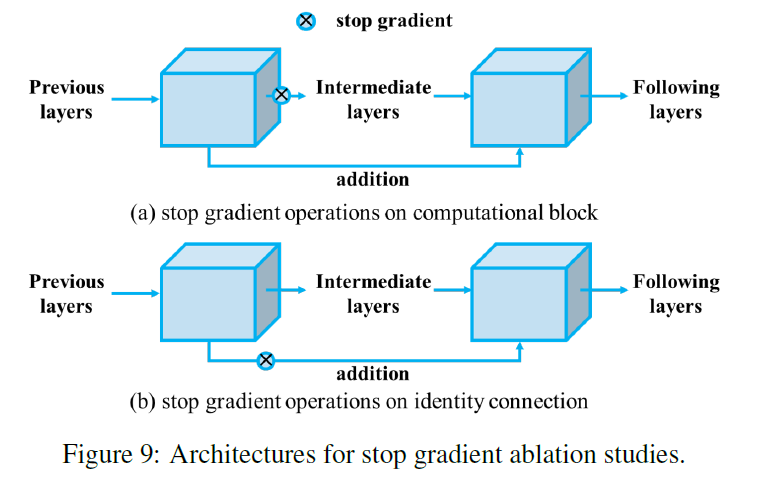 stop gradient
Previous
layers
Intermediate
layers
Following
layers
addition
(a) stop gradient operations on computational block
Previous
layers
Intermediate
layers
Following
layers
addition
(b) stop gradient operations on identity connection
Figure 9: Architectures for stop gradient ablation studies.